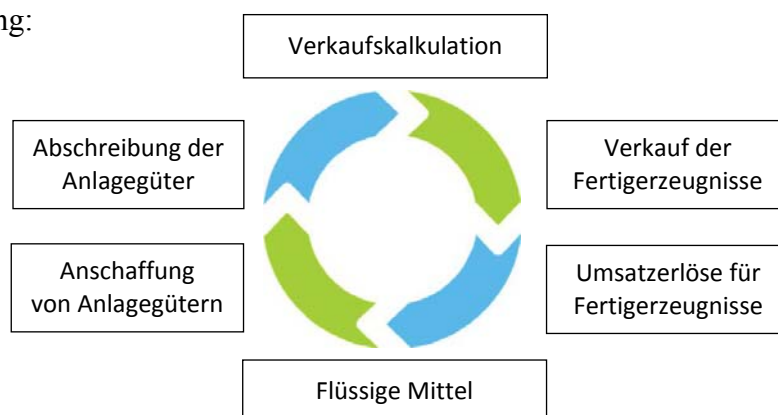 ng:
Verkaufskalkulation
Abschreibung der
Anlagegüter
Verkauf der
Fertigerzeugnisse
Anschaffung
von Anlagegütern
Umsatzerlöse für
Fertigerzeugnisse
Flüssige Mittel